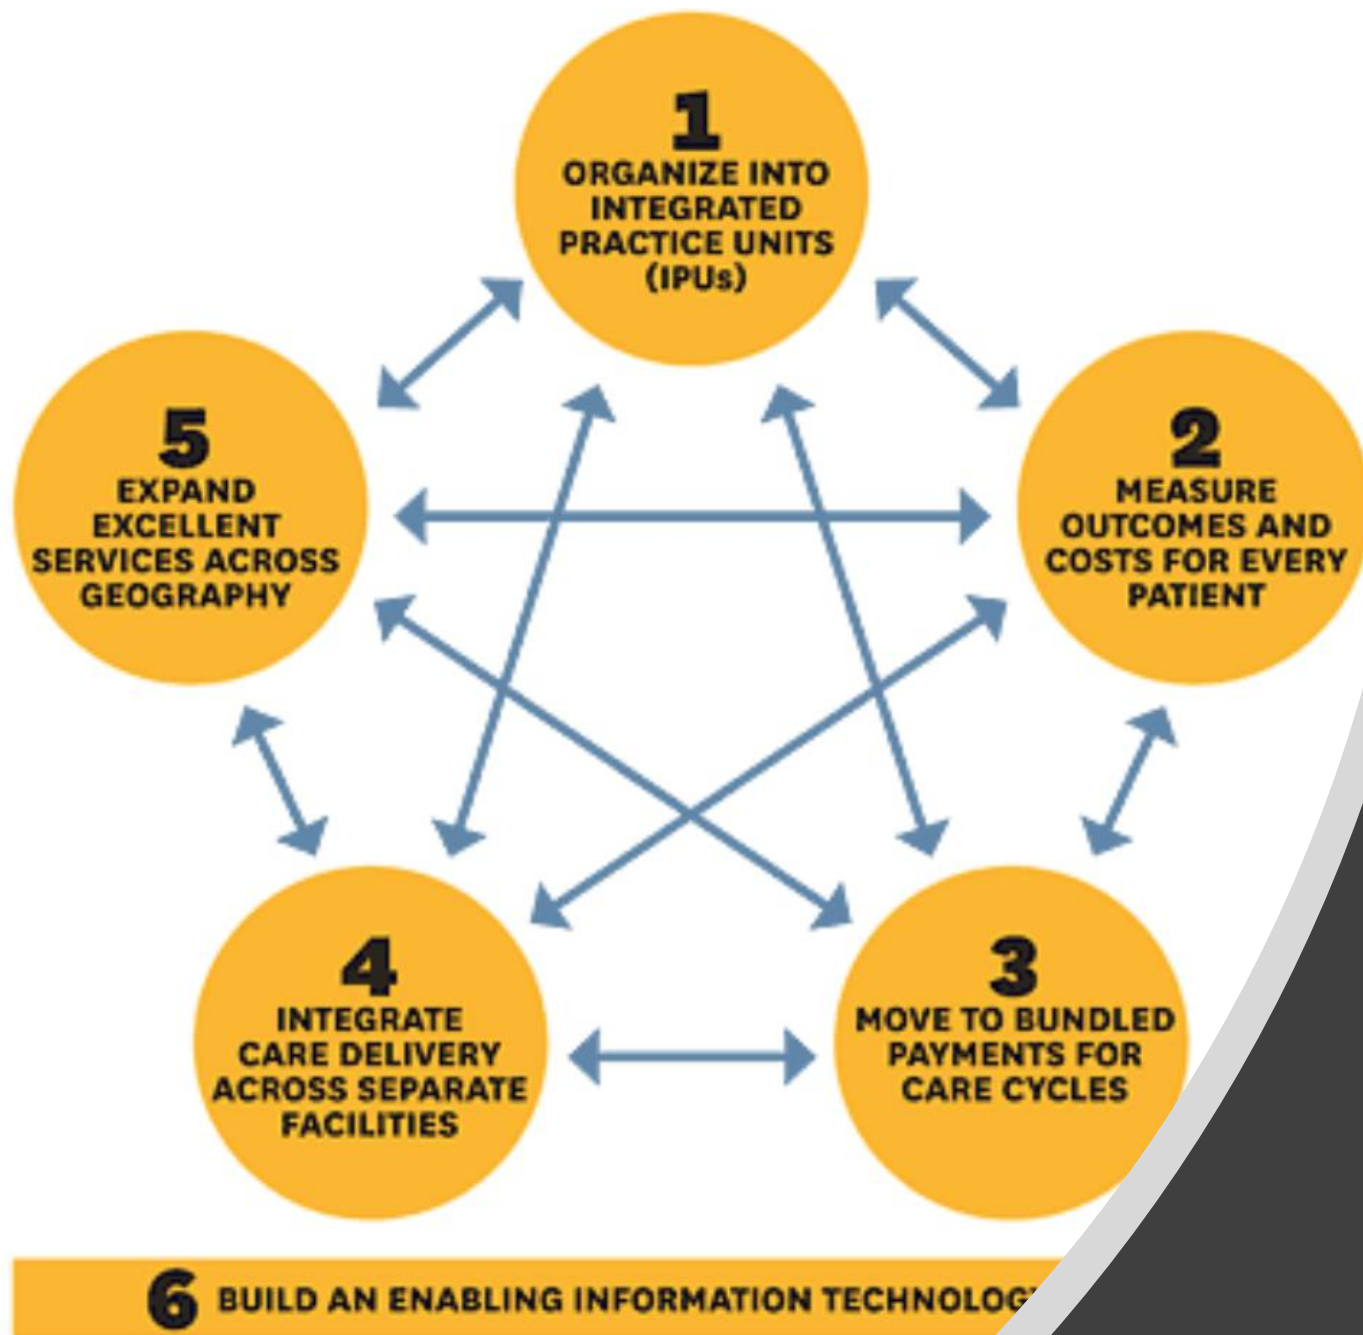 1
ORGANIZE INTO
INTEGRATED
PRACTICE UNITS
(IPUs)
2
MEASURE
OUTCOMES AND
COSTS FOR EVERY
PATIENT
3
MOVE TO BUNDLED
PAYMENTS FOR
CARE CYCLES
4
INTEGRATE
CARE DELIVERY
ACROSS SEPARATE
FACILITIES
5
EXPAND
EXCELLENT
SERVICES ACROSS
GEOGRAPHY
6 BUILD AN ENABLING INFORMATION TECHNOLOGY